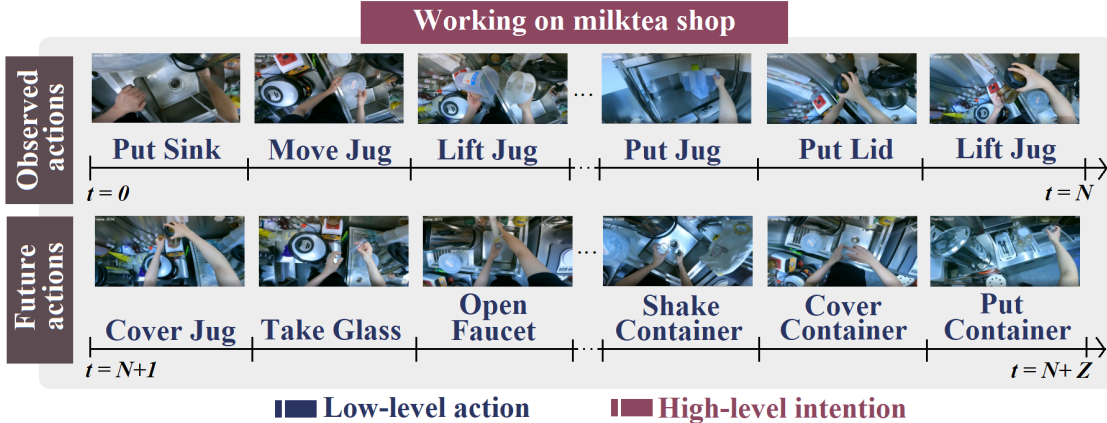 Working on milktea shop
Observed
actions
Put Sink
Move Jug
Lift Jug
...
Put Jug
Put Lid
Lift Jug
t = 0
t = N
Future
actions
Cover Jug
Take Glass
Open
Faucet
...
Shake
Container
Cover
Container
Put
Container
t = N+1
t = N+ Z
Low-level action
High-level intention